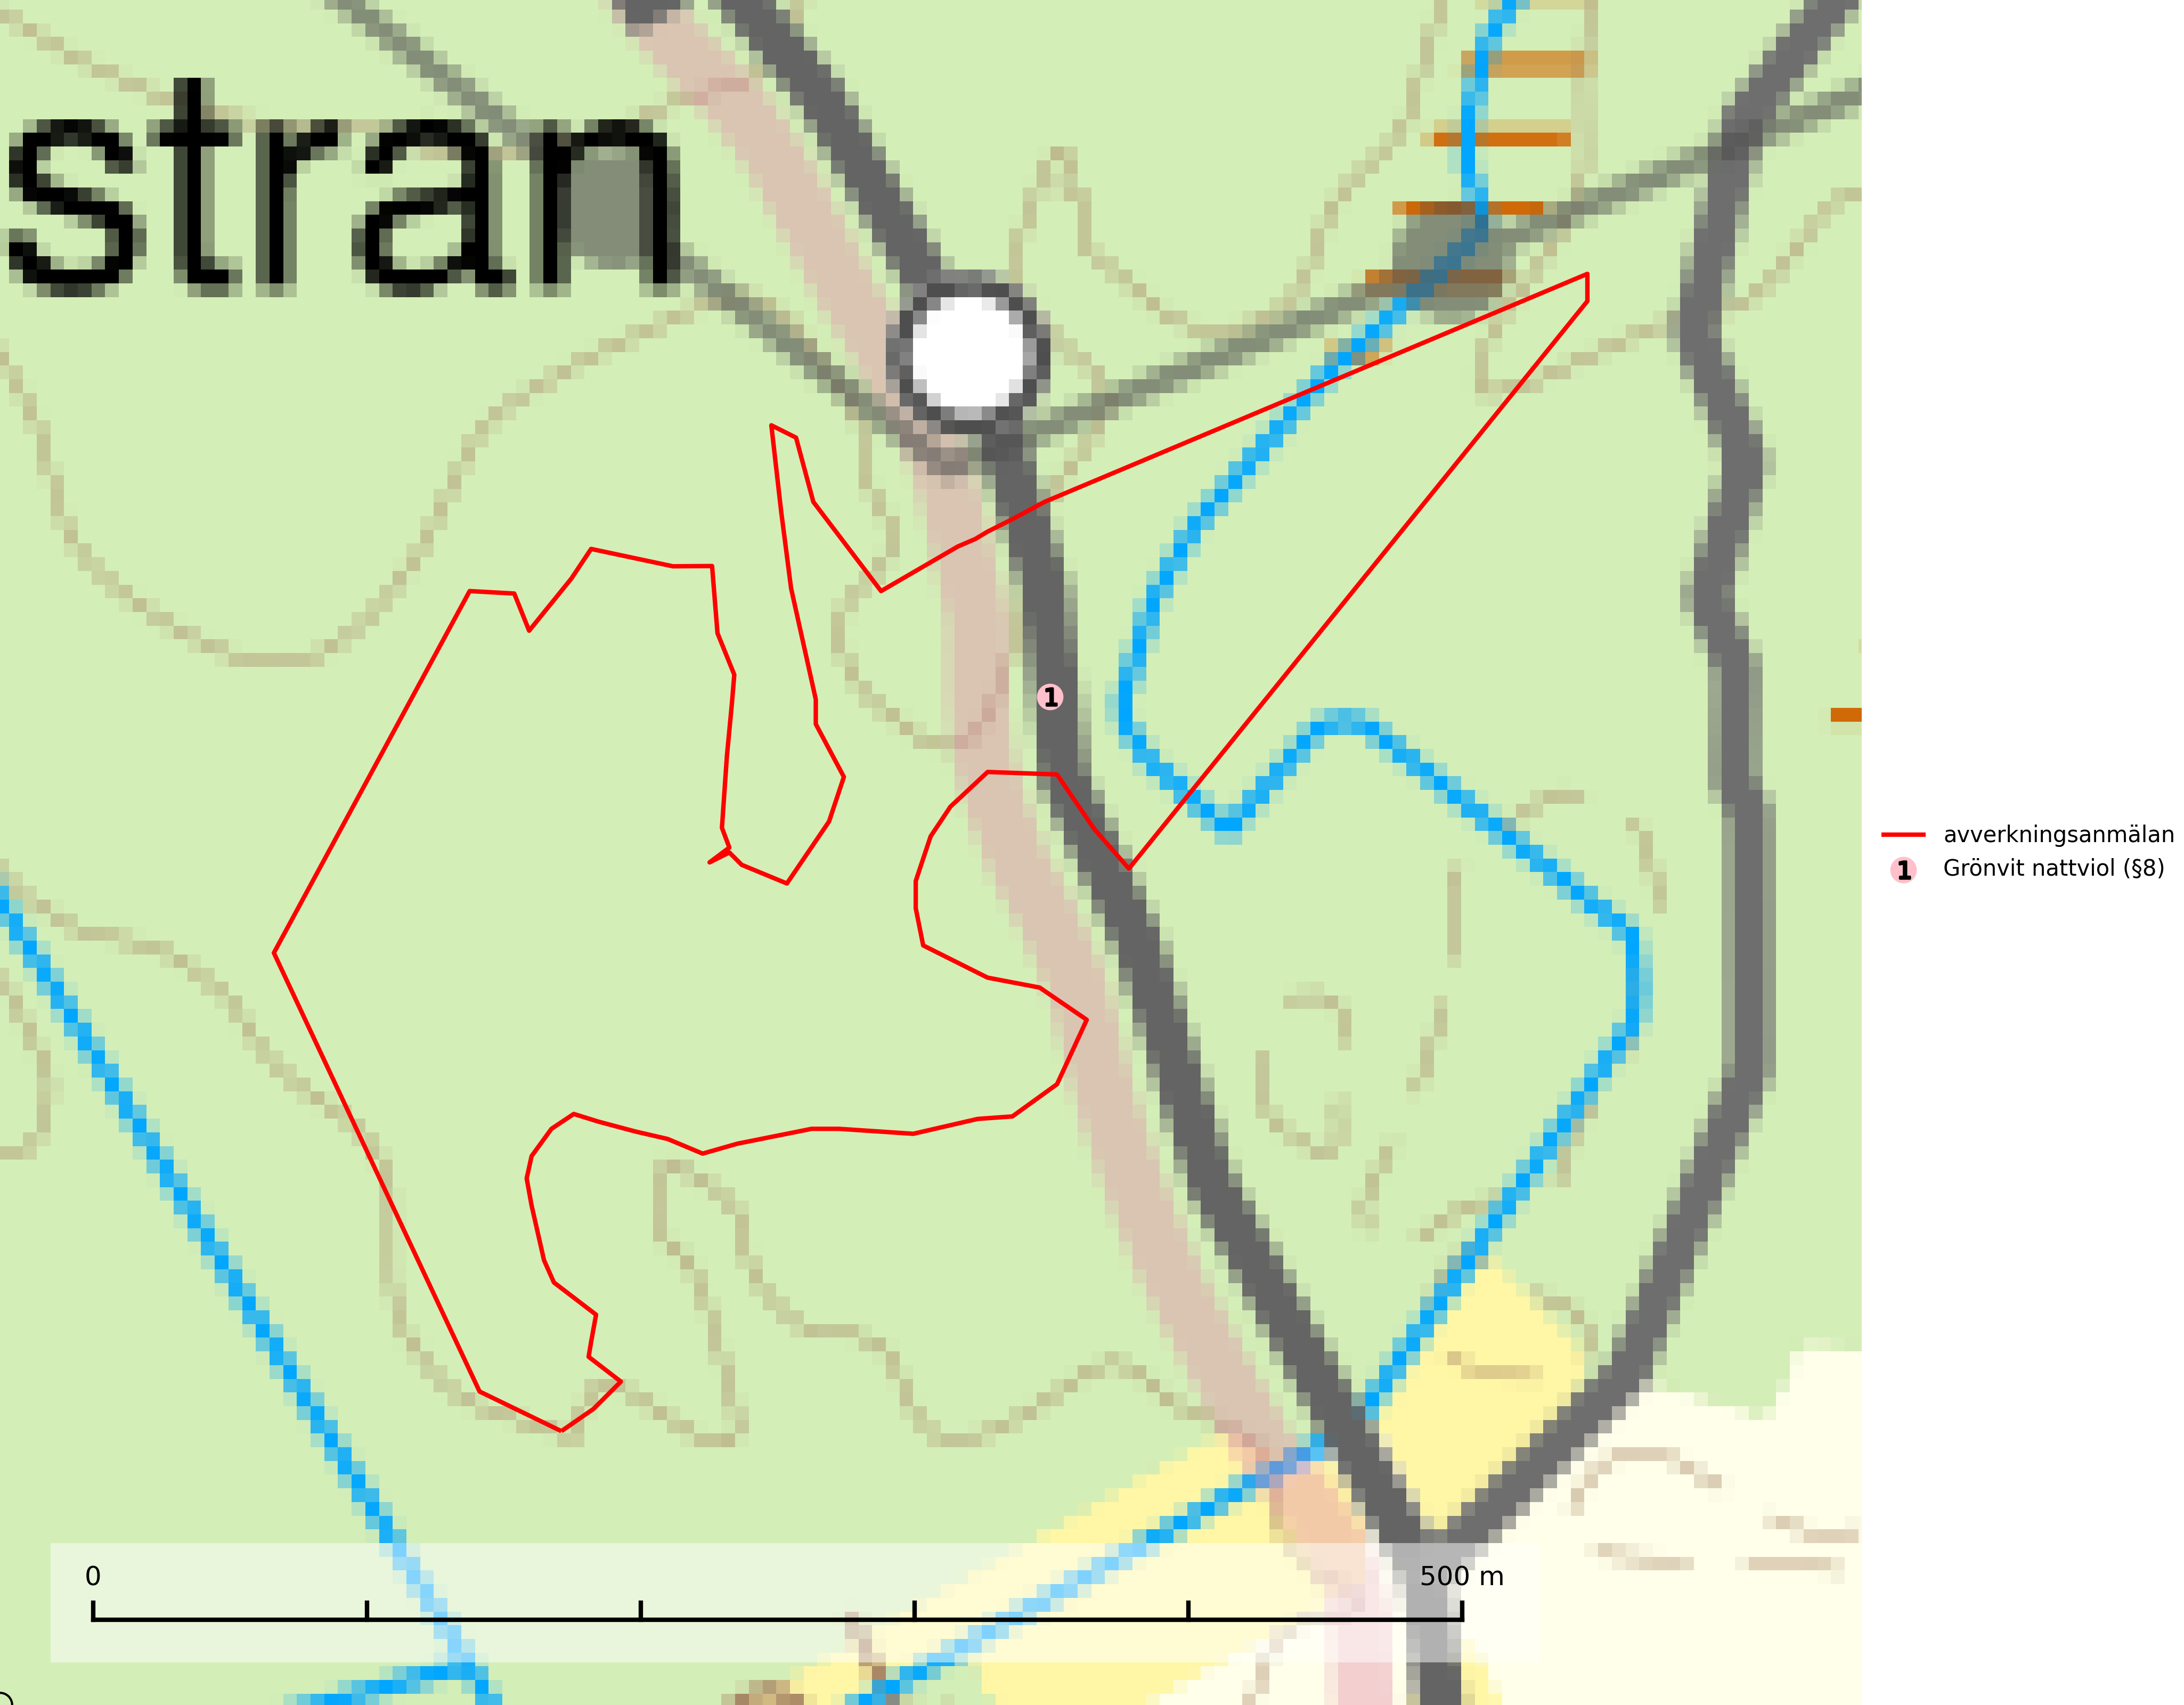 stran
1
avverkningsanmälan
1 Grönvit nattviol (§8)
0 500 m